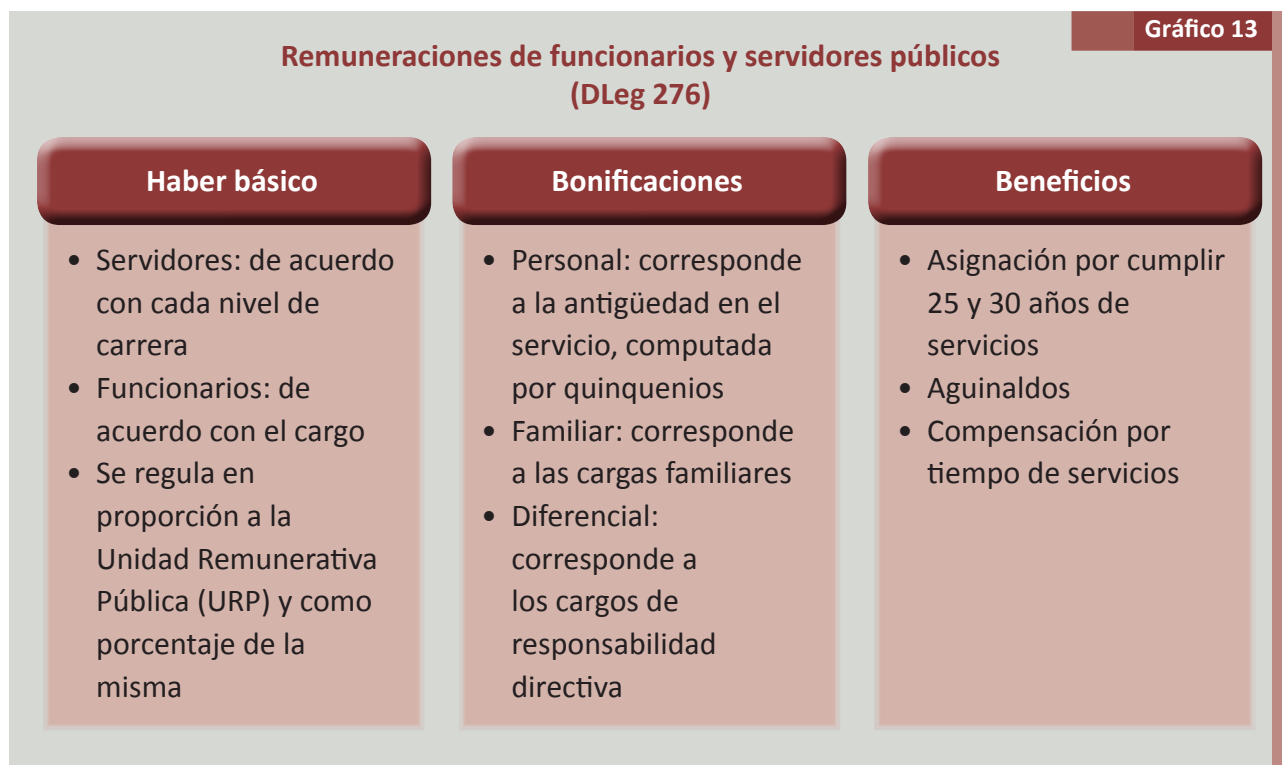 Gráfico 13
Remuneraciones de funcionarios y servidores públicos
(DLeg 276)
Haber básico
• Servidores: de acuerdo
con cada nivel de
carrera
• Funcionarios: de
acuerdo con el cargo
• Se regula en
proporción a la
Unidad Remunerativa
Pública (URP) y como
porcentaje de la
misma
Bonificaciones
• Personal: corresponde
a la antigüedad en el
servicio, computada
por quinquenios
• Familiar: corresponde
a las cargas familiares
• Diferencial:
corresponde a
los cargos de
responsabilidad
directiva
Beneficios
• Asignación por cumplir
25 y 30 años de
servicios
• Aguinaldos
• Compensación por
tiempo de servicios